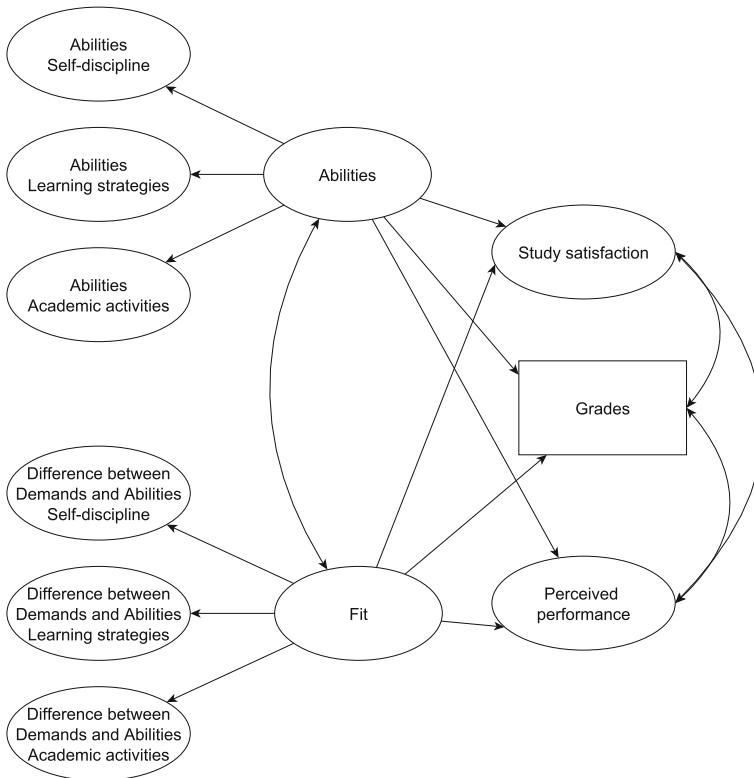 Abilities
Self-discipline
Abilities
Learning strategies
Abilities
Academic activities
Abilities
Study satisfaction
Grades
Difference between
Demands and Abilities
Self-discipline
Difference between
Demands and Abilities
Learning strategies
Difference between
Demands and Abilities
Academic activities
Fit
Perceived
performance